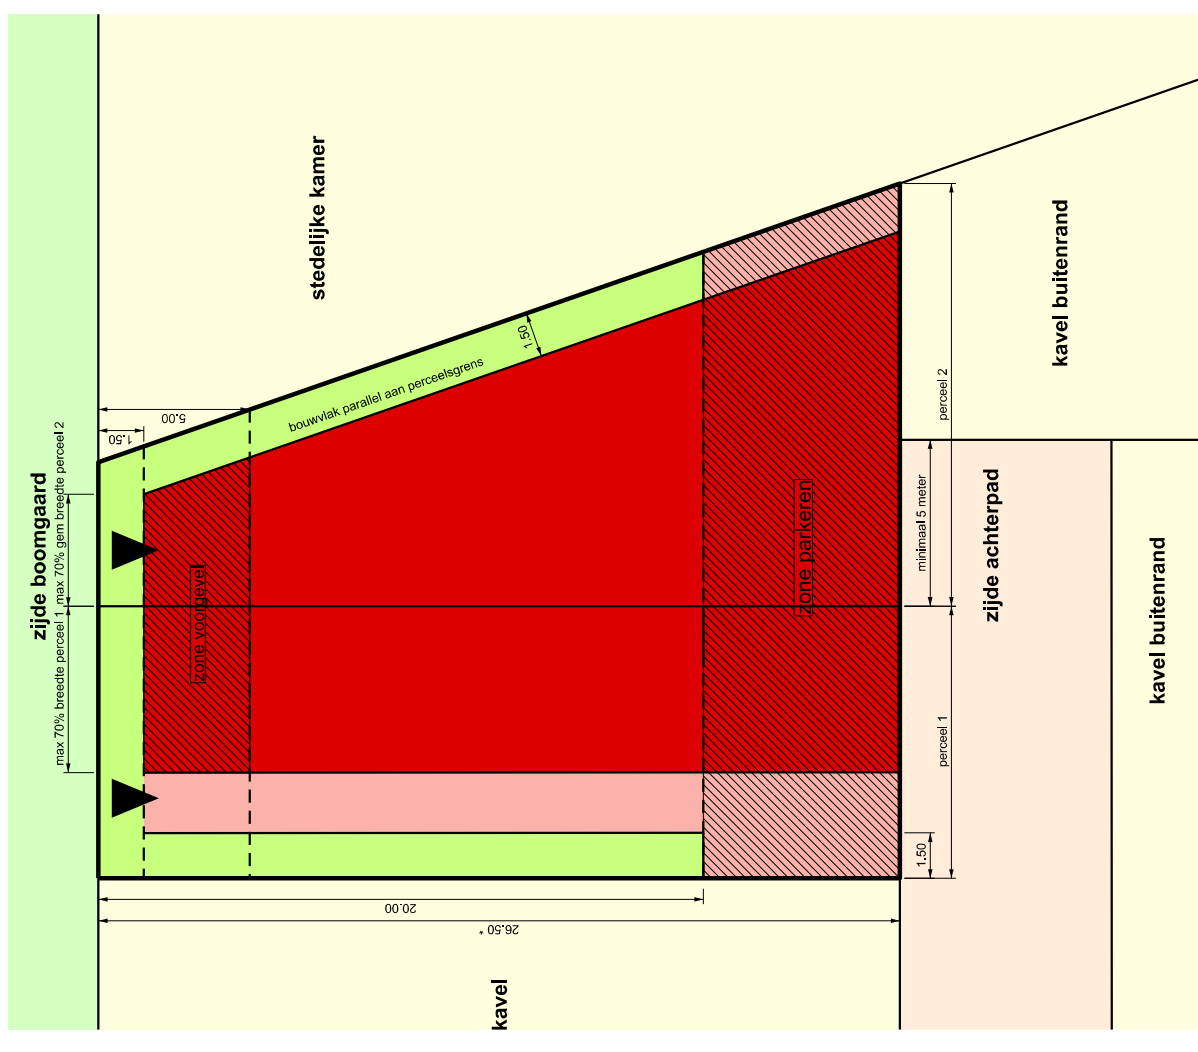 stedelijke kamer
kavel buitenrand
5.00
1.50
1.50
bouwvlak parallel aan perceelsgrens
zijde boomgaard
max 70% gem breedte perceel 2
max 70% breedte perceel 1
zone voorgevel
zone parkeren
perceel 2
minimaal 5 meter
zijde achterpad
kavel buitenrand
perceel 1
1.50
20.00
26.50 *
kavel